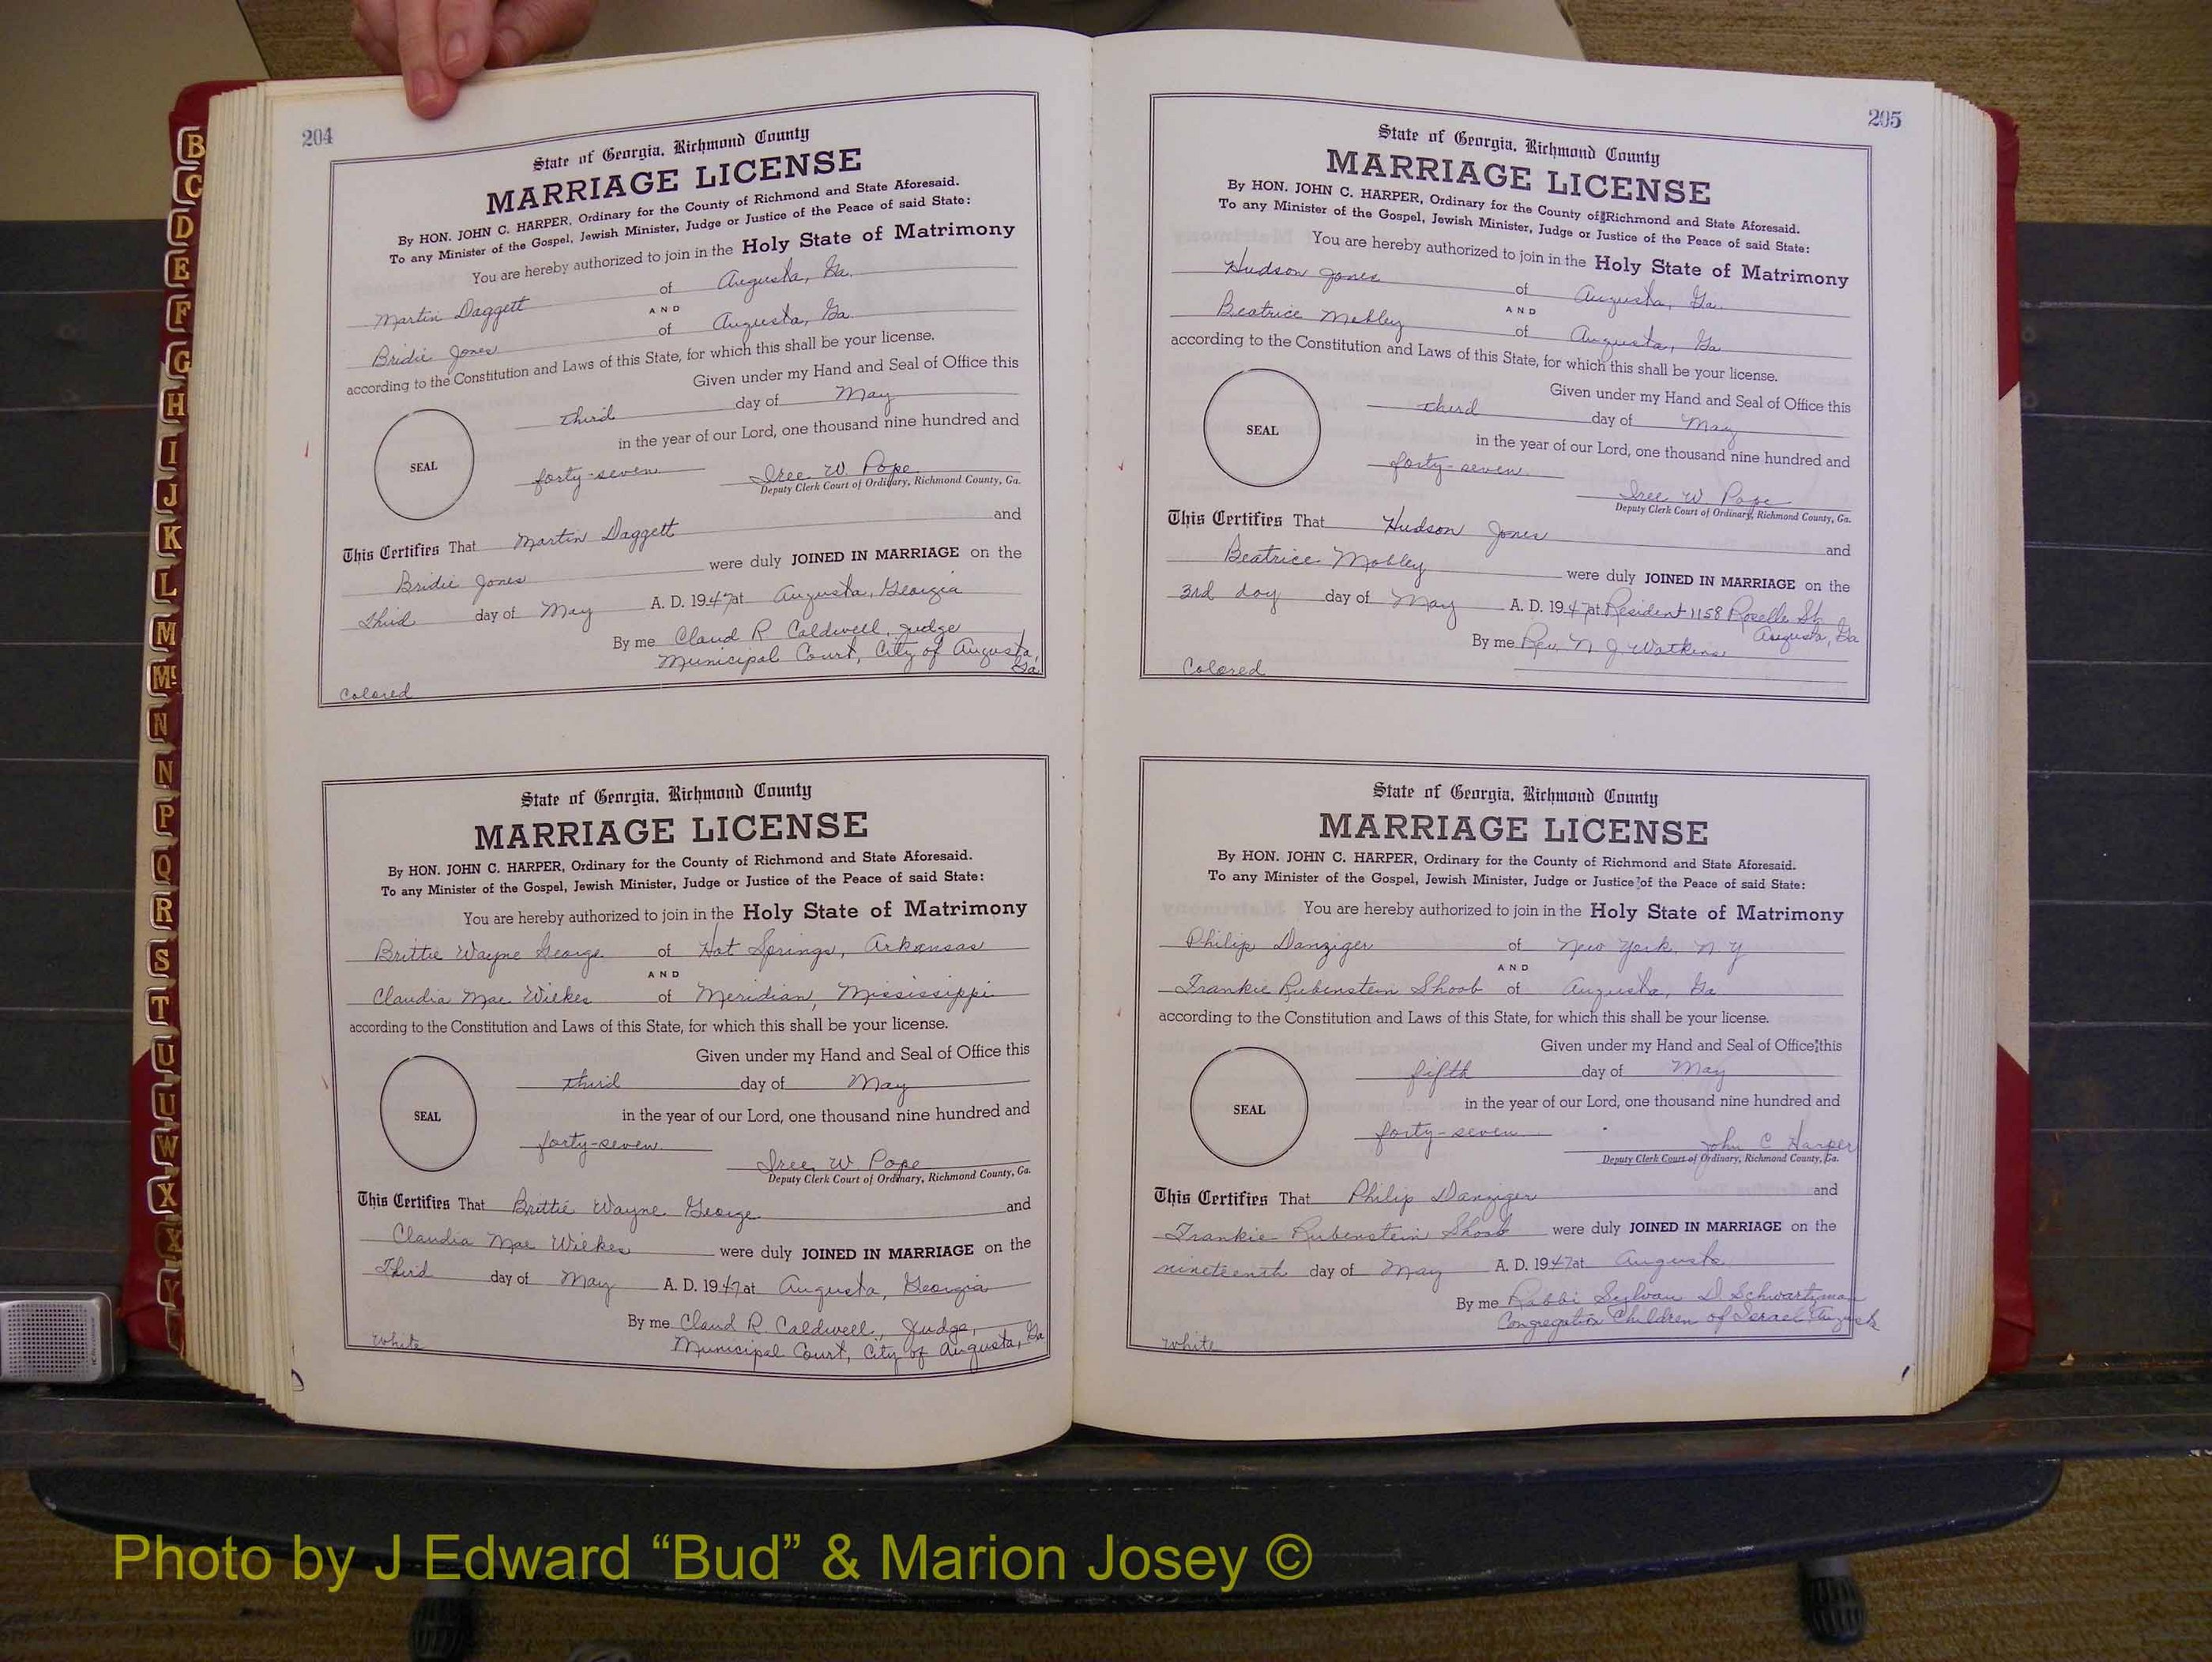 204
State of Georgia, Richmond County
MARRIAGE LICENSE
By HON. JOHN C. HARPER, Ordinary for the County of Richmond and State Aforesaid.
To any Minister of the Gospel, Jewish Minister, Judge or Justice of the Peace of said State:
You are hereby authorized to join in the Holy State of Matrimony
Martin Daggett of Augusta, Ga.
AND
Bridie Jones of Augusta, Ga.
according to the Constitution and Laws of this State, for which this shall be your license.
Given under my Hand and Seal of Office this
third day of May
in the year of our Lord, one thousand nine hundred and
SEAL
forty-seven Iree W Pope
Deputy Clerk Court of Ordinary, Richmond County, Ga.
This Certifies That Martin Daggett and
Bridie Jones were duly JOINED IN MARRIAGE on the
Third day of May A. D. 1947 at Augusta, Georgia
By me Claud R Caldwell, Judge
Municipal Court, City of Augusta,
Ga
Colored
State of Georgia, Richmond County
MARRIAGE LICENSE
By HON. JOHN C. HARPER, Ordinary for the County of Richmond and State Aforesaid.
To any Minister of the Gospel, Jewish Minister, Judge or Justice of the Peace of said State:
You are hereby authorized to join in the Holy State of Matrimony
Brittie Wayne George of Hot Springs, Arkansas
AND
Claudia Mae Wilkes of Meridian, Mississippi
according to the Constitution and Laws of this State, for which this shall be your license.
Given under my Hand and Seal of Office this
third day of May
in the year of our Lord, one thousand nine hundred and
SEAL
forty-seven Iree W. Pope
Deputy Clerk Court of Ordinary, Richmond County, Ga.
This Certifies That Brittie Wayne George and
Claudia Mae Wilkes were duly JOINED IN MARRIAGE on the
Third day of May A. D. 1947 at Augusta, Georgia
By me Claud R. Caldwell, Judge,
Municipal Court, City of Augusta, Ga
White
205
State of Georgia, Richmond County
MARRIAGE LICENSE
By HON. JOHN C. HARPER, Ordinary for the County of Richmond and State Aforesaid.
To any Minister of the Gospel, Jewish Minister, Judge or Justice of the Peace of said State:
You are hereby authorized to join in the Holy State of Matrimony
Hudson Jones of Augusta, Ga.
AND
Beatrice Mobley of Augusta, Ga
according to the Constitution and Laws of this State, for which this shall be your license.
Given under my Hand and Seal of Office this
third day of May
SEAL
in the year of our Lord, one thousand nine hundred and
forty-seven Iree W. Pope
Deputy Clerk Court of Ordinary, Richmond County, Ga.
This Certifies That Hudson Jones and
Beatrice Mobley were duly JOINED IN MARRIAGE on the
3rd day day of May A. D. 1947 at Resident 1158 Roselle St
Augusta, Ga
By me Rev. N J Watkins
Colored
State of Georgia, Richmond County
MARRIAGE LICENSE
By HON. JOHN C. HARPER, Ordinary for the County of Richmond and State Aforesaid.
To any Minister of the Gospel, Jewish Minister, Judge or Justice of the Peace of said State:
You are hereby authorized to join in the Holy State of Matrimony
Philip Danziger of New York, N Y
AND
Frankie Rubenstein Shoob of Augusta, Ga
according to the Constitution and Laws of this State, for which this shall be your license.
Given under my Hand and Seal of Office this
fifth day of May
in the year of our Lord, one thousand nine hundred and
SEAL
forty-seven John C Harper
Deputy Clerk Court of Ordinary, Richmond County, Ga.
This Certifies That Philip Danziger and
Frankie Rubenstein Shoob were duly JOINED IN MARRIAGE on the
nineteenth day of May A. D. 1947 at Augusta
By me Rabbi Sylvan D Schwartzman
Congregation Children of Israel, Augusta
White
B
C
D
E
F
G
H
I
J
K
L
M
Mc
N
N
P
Q
R
S
T
U
U
W
X
X
Y
Photo by J Edward “Bud” & Marion Josey ©